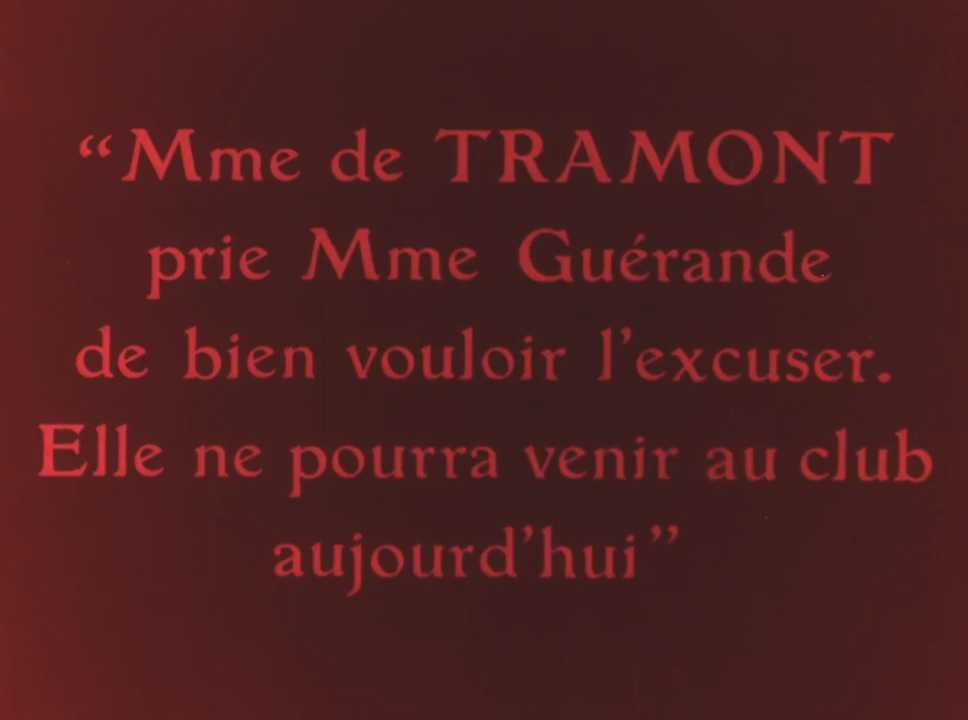 “Mme de TRAMONT
prie Mme Guérande
de bien vouloir l’excuser.
Elle ne pourra venir au club
aujourd’hui”